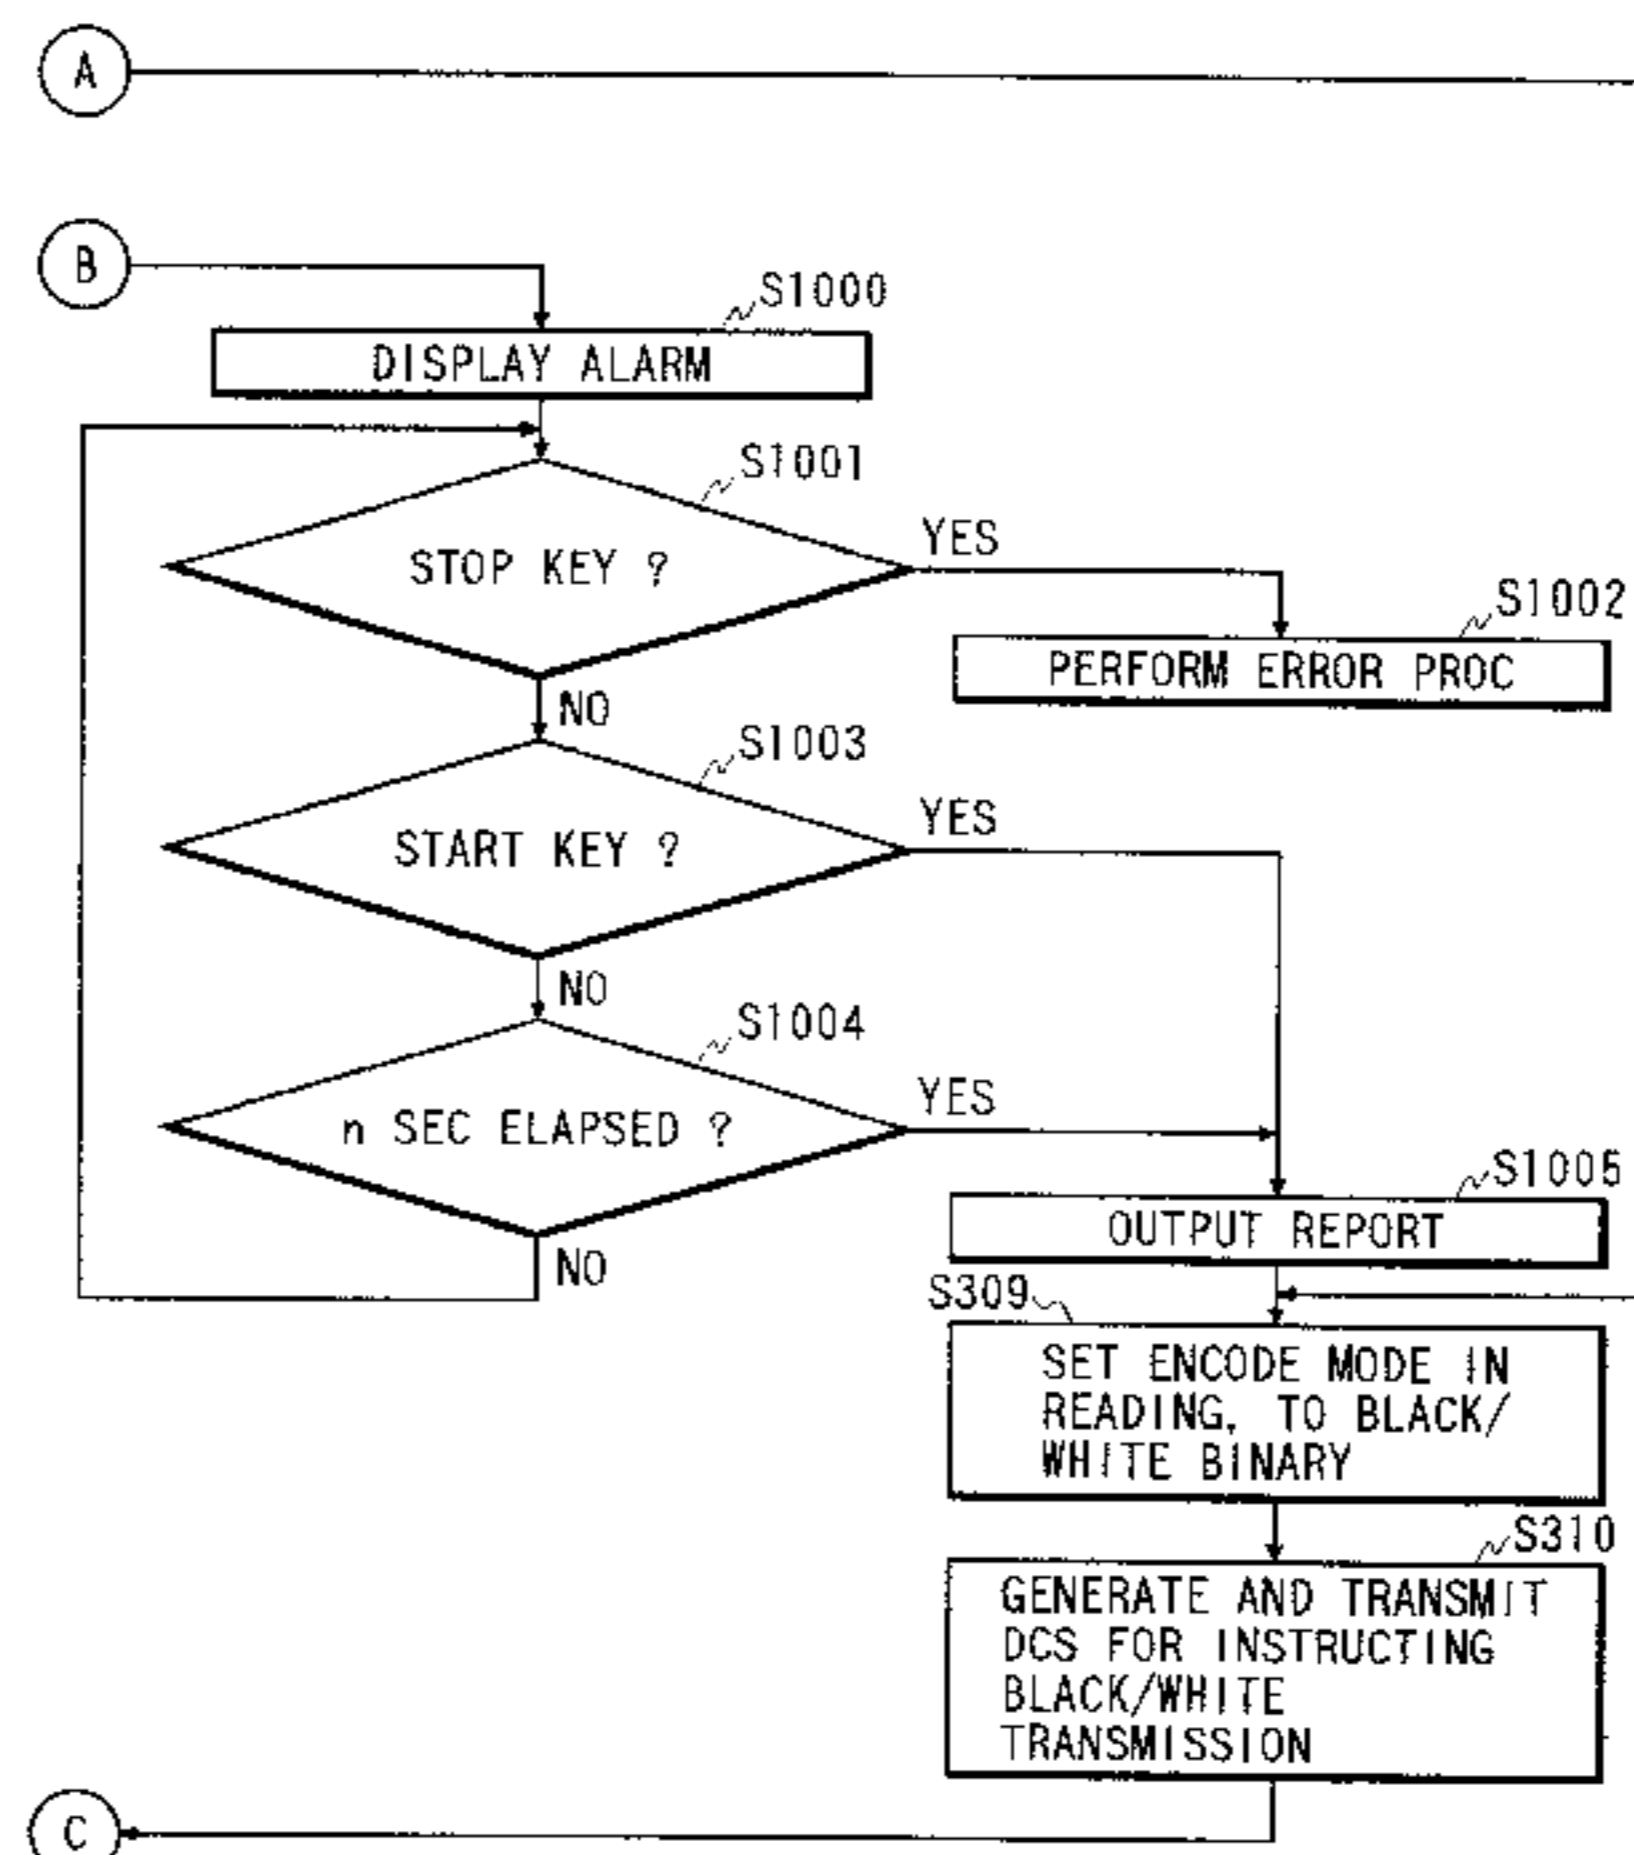 A
B
S1000
DISPLAY ALARM
S1001
STOP KEY ?
YES
S1002
PERFORM ERROR PROC
NO
S1003
START KEY ?
YES
NO
S1004
n SEC ELAPSED ?
YES
S1005
OUTPUT REPORT
NO
S309
SET ENCODE MODE IN
READING, TO BLACK/
WHITE BINARY
S310
GENERATE AND TRANSMIT
DCS FOR INSTRUCTING
BLACK/WHITE
TRANSMISSION
C